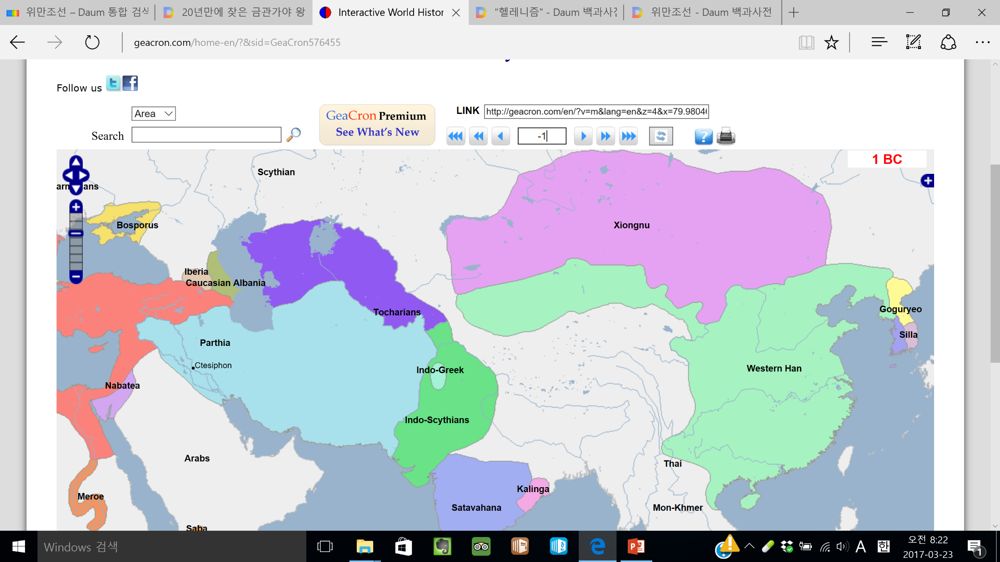 위만조선 – Daum 통합 검색
20년만에 찾은 금관가야 왕
Interactive World Histor
"헬레니즘" - Daum 백과사전
위만조선 - Daum 백과사전
geacron.com/home-en/?&sid=GeaCron576455
Follow us
Area
Search
GeaCron Premium
See What's New
LINK
http://geacron.com/en/?v=m&lang=en&z=4&x=79.9804
-1
1 BC
Scythian
ans
Bosporus
Xiongnu
Iberia
Caucasian Albania
Tocharians
Goguryeo
Silla
Parthia
Ctesiphon
Indo-Greek
Western Han
Nabatea
Indo-Scythians
Arabs
Thai
Meroe
Kalinga
Satavahana
Mon-Khmer
Saba
Windows 검색
A
한
오전 8:22
2017-03-23
1